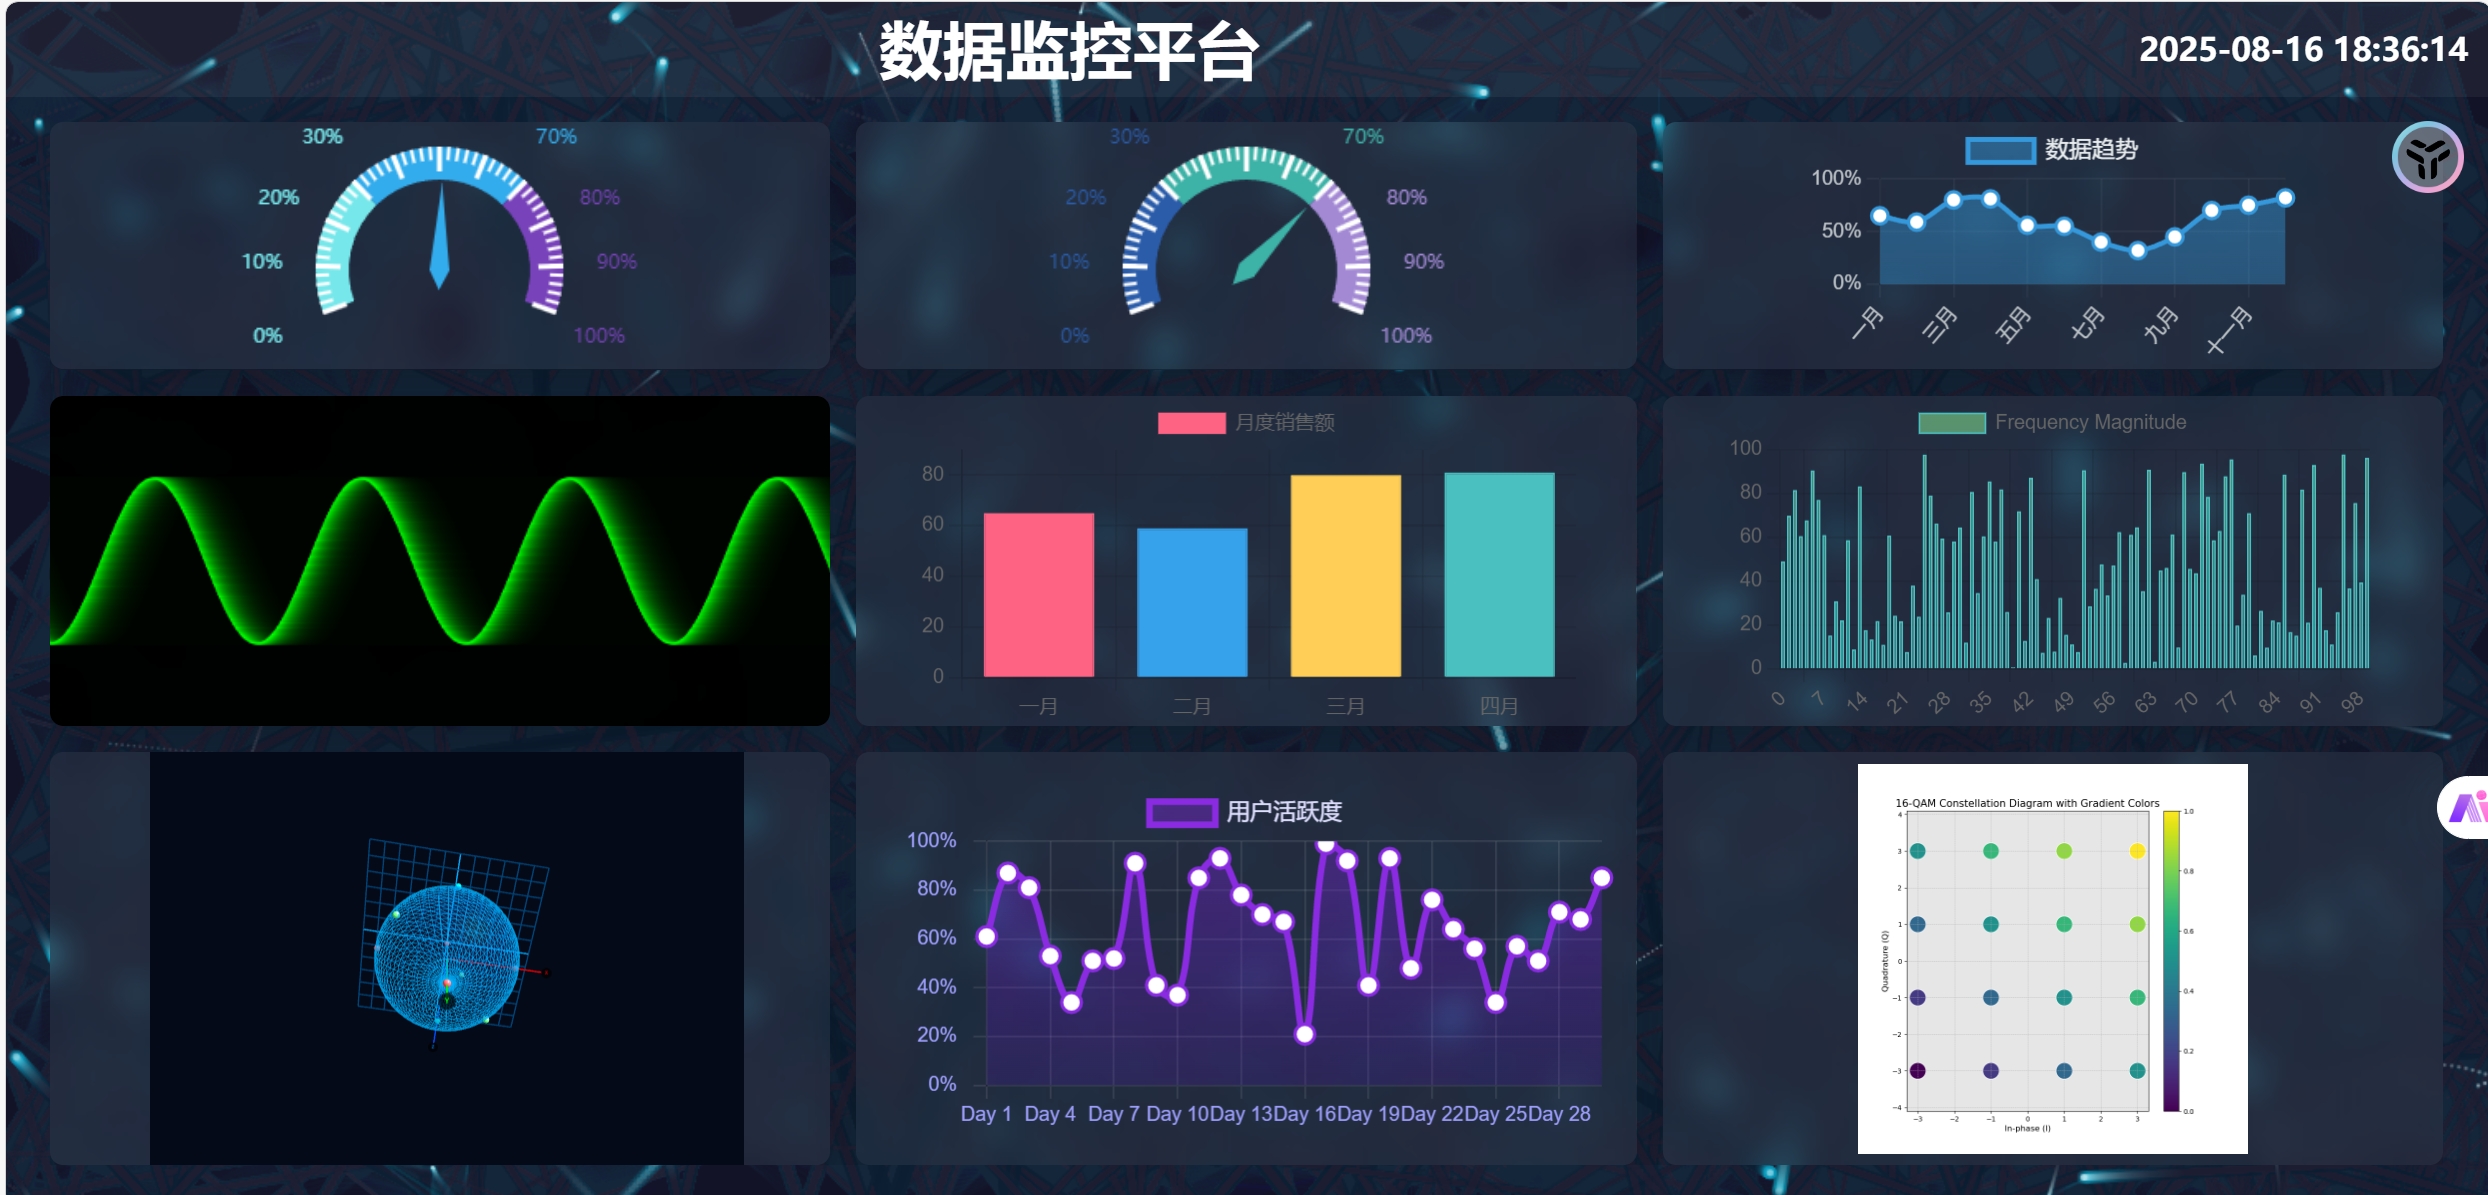 数据监控平台
2025-08-16 18:36:14
30%
70%
20%
80%
10%
90%
0%
100%
30%
70%
20%
80%
10%
90%
0%
100%
数据趋势
100%
50%
0%
一月
三月
五月
七月
九月
十一月
月度销售额
80
60
40
20
0
一月
二月
三月
四月
Frequency Magnitude
100
80
60
40
20
0
0
7
14
21
28
35
42
49
56
63
70
77
84
91
98
Y
用户活跃度
100%
80%
60%
40%
20%
0%
Day 1
Day 4
Day 7
Day 10
Day 13
Day 16
Day 19
Day 22
Day 25
Day 28
16-QAM Constellation Diagram with Gradient Colors
Quadrature (Q)
4
3
2
1
0
−1
−2
−3
−4
−3
−2
−1
0
1
2
3
In-phase (I)
1.0
0.8
0.6
0.4
0.2
0.0
Ai